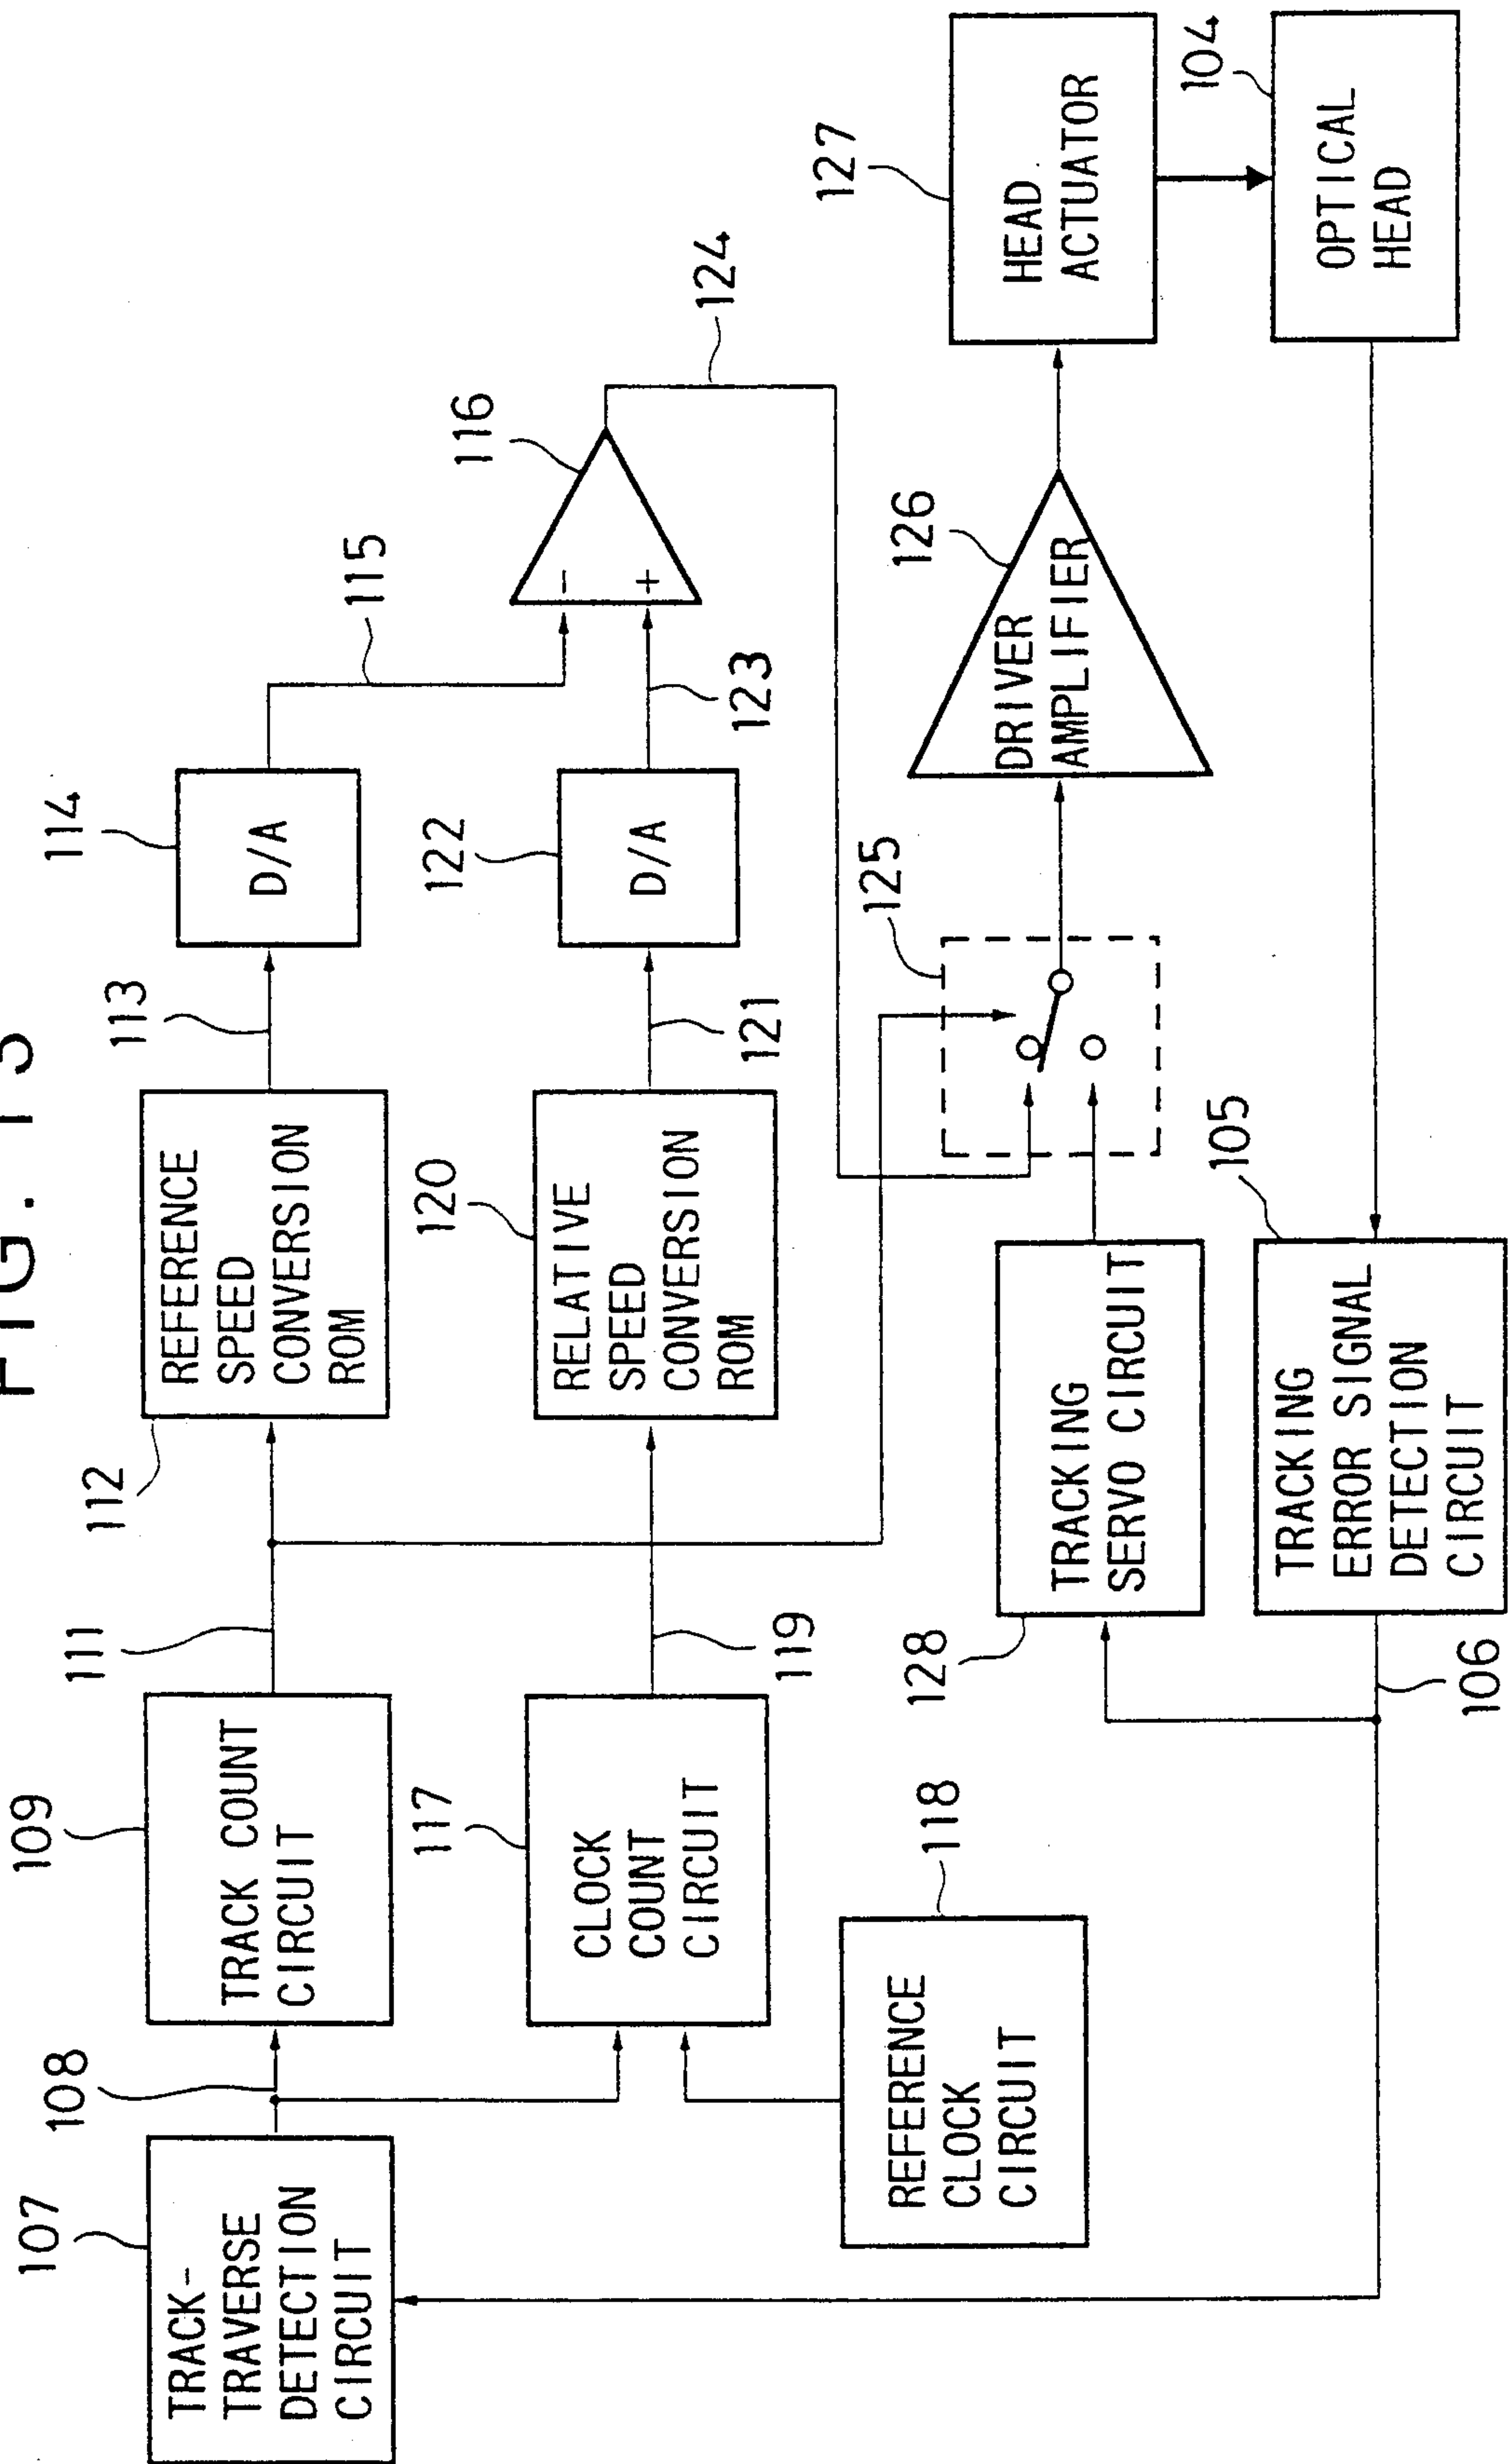 FIG. 13
107
TRACK-
TRAVERSE
DETECTION
CIRCUIT
108
109
TRACK COUNT
CIRCUIT
111
112
REFERENCE
SPEED
CONVERSION
ROM
113
114
D/A
115
116
-
+
117
CLOCK
COUNT
CIRCUIT
119
120
RELATIVE
SPEED
CONVERSION
ROM
121
122
D/A
123
124
118
REFERENCE
CLOCK
CIRCUIT
128
TRACKING
SERVO CIRCUIT
125
126
DRIVER
AMPLIFIER
127
HEAD
ACTUATOR
106
105
TRACKING
ERROR SIGNAL
DETECTION
CIRCUIT
104
OPTICAL
HEAD